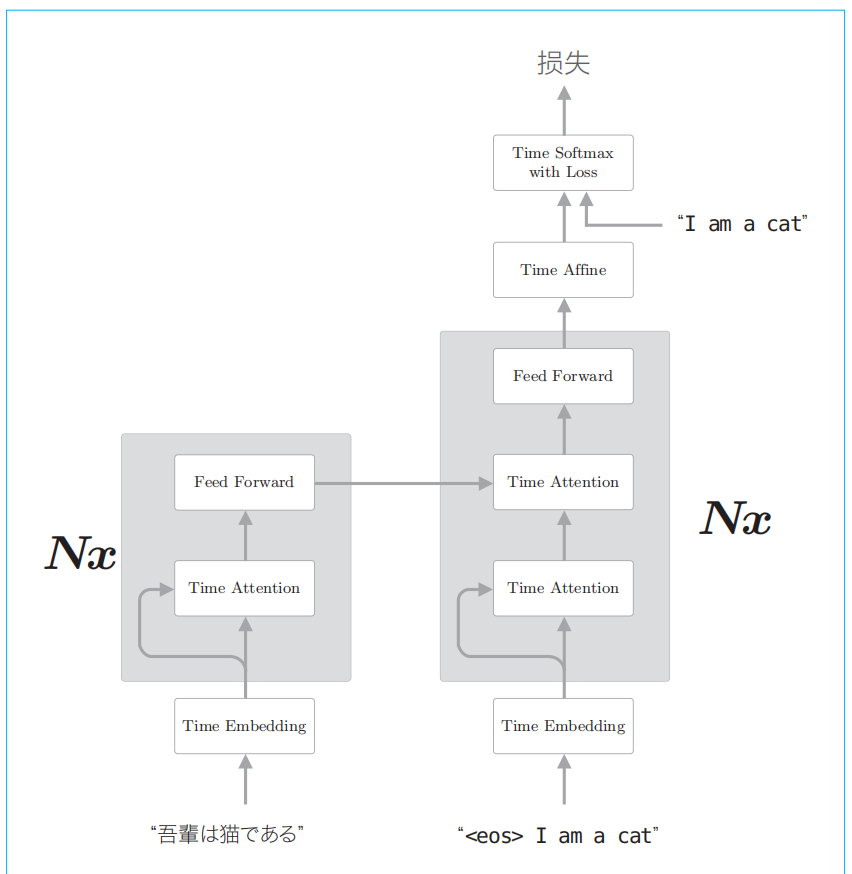 损失
Time Softmax
with Loss
“I am a cat”
Time Affine
Feed Forward
Feed Forward
Time Attention
Nx
Nx
Time Attention
Time Attention
Time Embedding
Time Embedding
“吾輩は猫である”
“<eos> I am a cat”